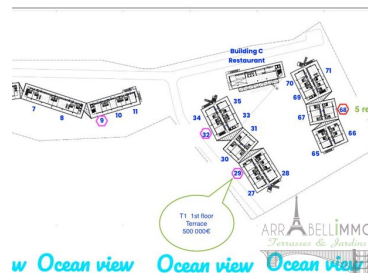 Building C
Restaurant
71
70
69
68
5 re
67
66
65
35
34
33
32
31
30
29
28
27
7
8
9
10
11
T1 1st floor
Terrace
500 000€
ARRABELLIMMO
Terrasses & Jardins
w Ocean view Ocean view Ocean view